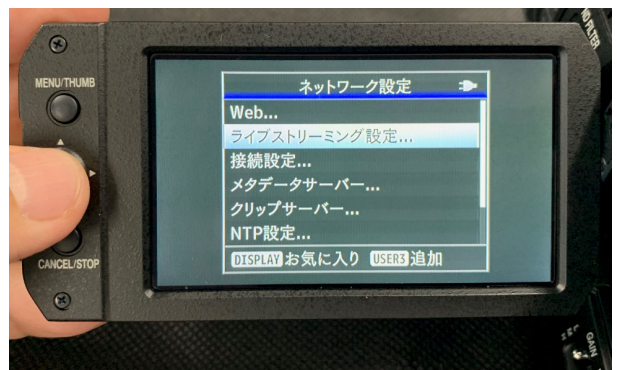 ND FILTER
MENU/THUMB
ネットワーク設定
Web...
ライブストリーミング設定...
接続設定...
メタデータサーバー...
クリップサーバー...
NTP設定...
DISPLAY お気に入り USER3 追加
CANCEL/STOP
GAIN